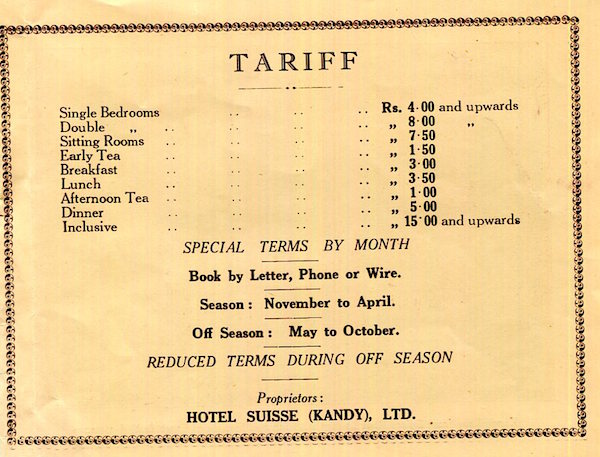 TARIFF
Single Bedrooms .. .. .. Rs. 4·00 and upwards
Double „ .. .. .. .. „ 8·00 „
Sitting Rooms .. .. .. .. „ 7·50
Early Tea .. .. .. .. „ 1·50
Breakfast .. .. .. .. „ 3·00
Lunch .. .. .. .. „ 3·50
Afternoon Tea .. .. .. .. „ 1·00
Dinner .. .. .. .. „ 5·00
Inclusive .. .. .. .. „ 15·00 and upwards
SPECIAL TERMS BY MONTH
Book by Letter, Phone or Wire.
Season : November to April.
Off Season : May to October.
REDUCED TERMS DURING OFF SEASON
Proprietors :
HOTEL SUISSE (KANDY), LTD.